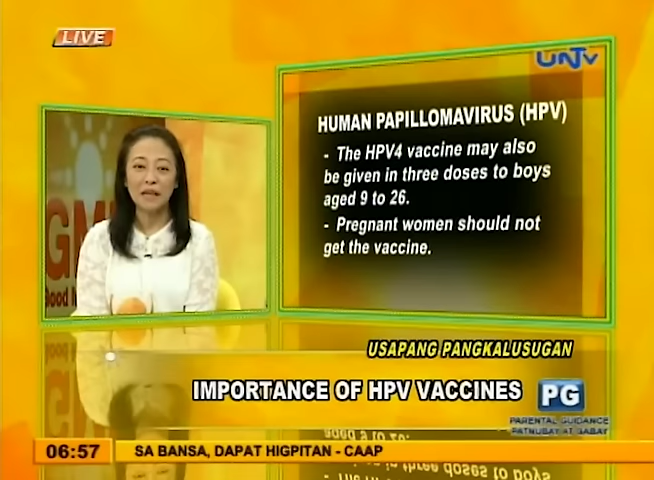 LIVE
UNTV
HUMAN PAPILLOMAVIRUS (HPV)
- The HPV4 vaccine may also
be given in three doses to boys
aged 9 to 26.
- Pregnant women should not
get the vaccine.
GM
Good M
USAPANG PANGKALUSUGAN
IMPORTANCE OF HPV VACCINES
PG
PARENTAL GUIDANCE
PATNUBAY AT GABAY
06:57
SA BANSA, DAPAT HIGPITAN - CAAP